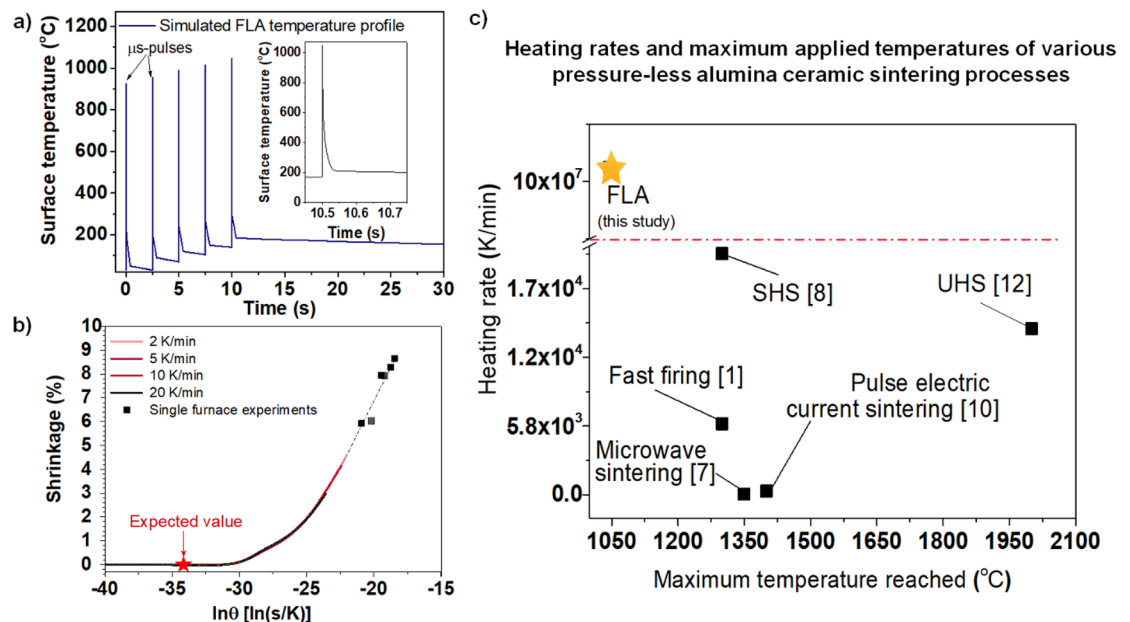 a)
Simulated FLA temperature profile
μs-pulses
Surface temperature (°C)
1200
1000
800
600
400
200
0
5
10
15
20
25
30
Time (s)
Surface temperature (°C)
1000
800
600
400
200
0
10.5
10.6
10.7
Time (s)
b)
2 K/min
5 K/min
10 K/min
20 K/min
Single furnace experiments
Expected value
Shrinkage (%)
10
9
8
7
6
5
4
3
2
1
0
-40
-35
-30
-25
-20
-15
lnθ [ln(s/K)]
c)
Heating rates and maximum applied temperatures of various
pressure-less alumina ceramic sintering processes
Heating rate (K/min)
10x10⁷
1.7x10⁴
1.2x10⁴
5.8x10³
0.0
FLA
(this study)
SHS [8]
UHS [12]
Fast firing [1]
Pulse electric
current sintering [10]
Microwave
sintering [7]
1050
1200
1350
1500
1650
1800
1950
2100
Maximum temperature reached (°C)